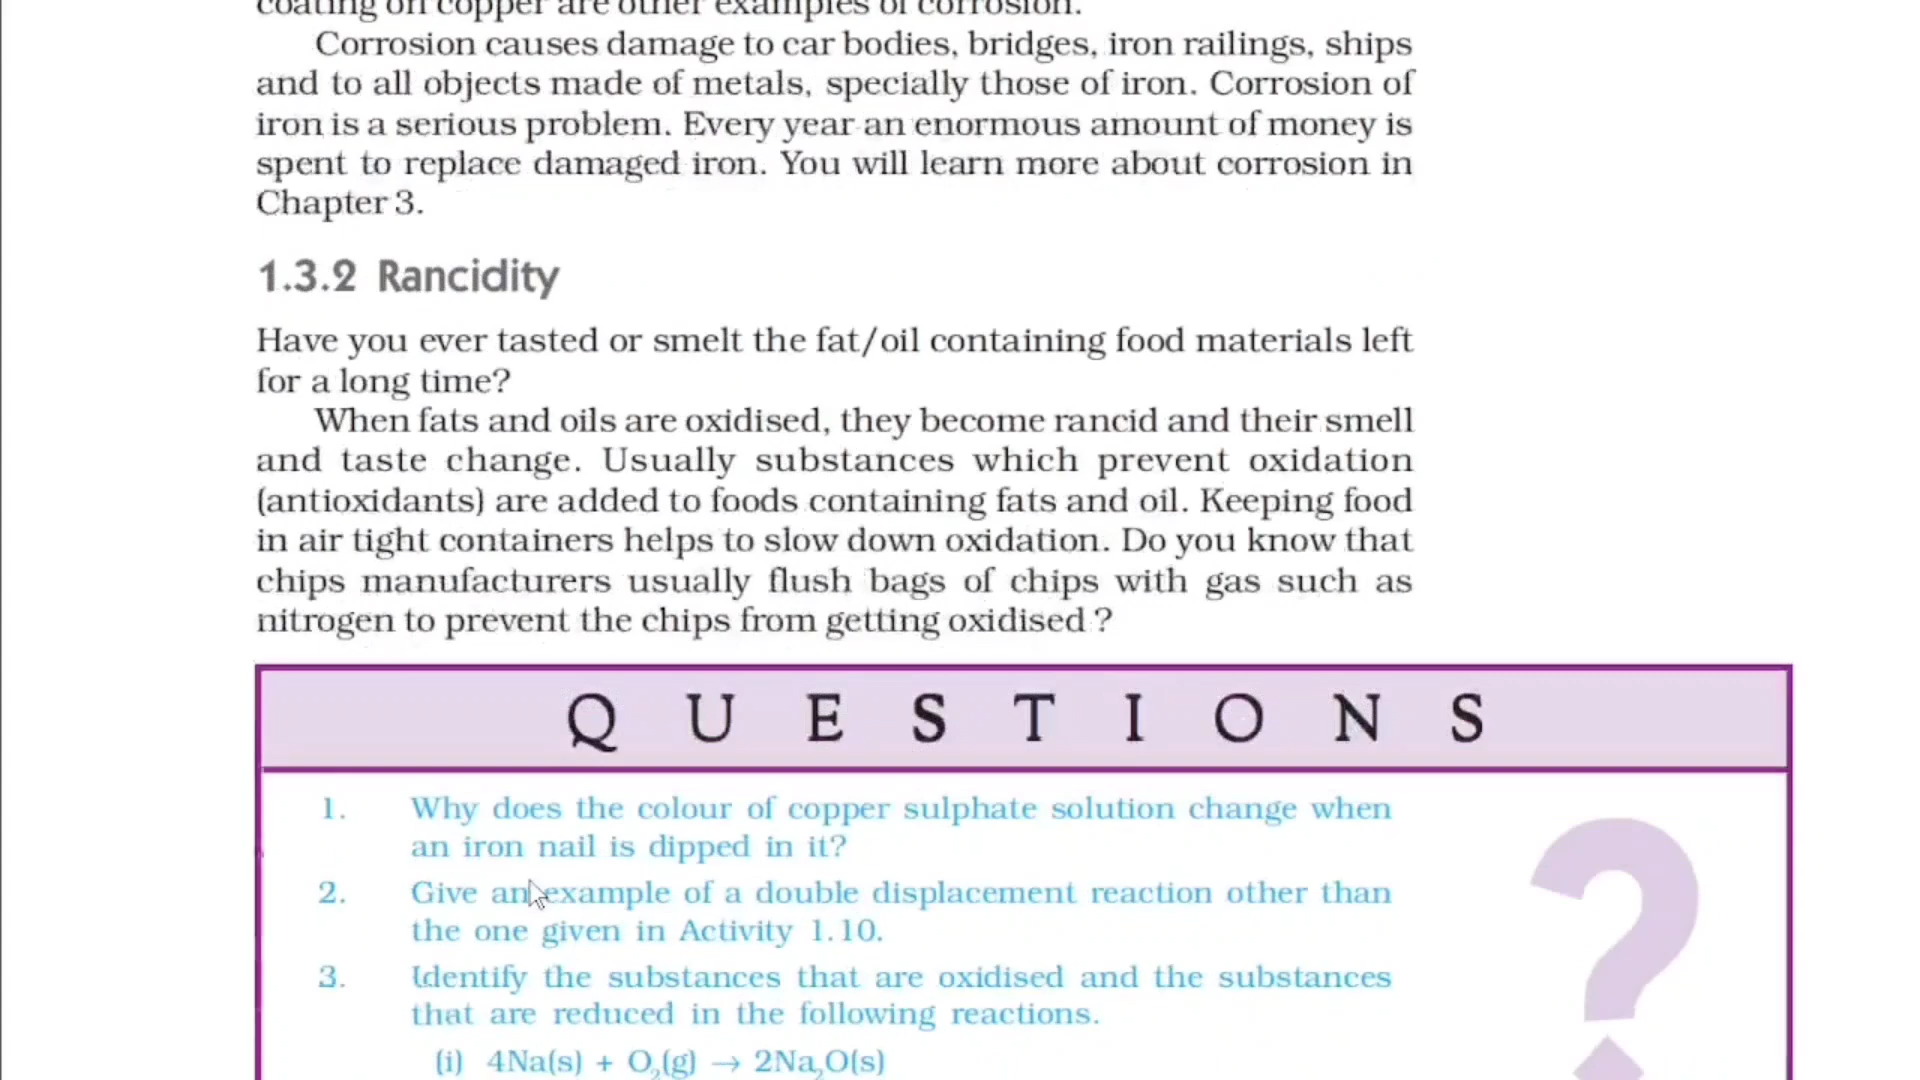 coating on copper are other examples of corrosion.
Corrosion causes damage to car bodies, bridges, iron railings, ships
and to all objects made of metals, specially those of iron. Corrosion of
iron is a serious problem. Every year an enormous amount of money is
spent to replace damaged iron. You will learn more about corrosion in
Chapter 3.
1.3.2 Rancidity
Have you ever tasted or smelt the fat/oil containing food materials left
for a long time?
When fats and oils are oxidised, they become rancid and their smell
and taste change. Usually substances which prevent oxidation
(antioxidants) are added to foods containing fats and oil. Keeping food
in air tight containers helps to slow down oxidation. Do you know that
chips manufacturers usually flush bags of chips with gas such as
nitrogen to prevent the chips from getting oxidised ?
Q U E S T I O N S
1. Why does the colour of copper sulphate solution change when
an iron nail is dipped in it?
2. Give an example of a double displacement reaction other than
the one given in Activity 1.10.
3. Identify the substances that are oxidised and the substances
that are reduced in the following reactions.
(i) 4Na(s) + O₂(g) → 2Na₂O(s)
?